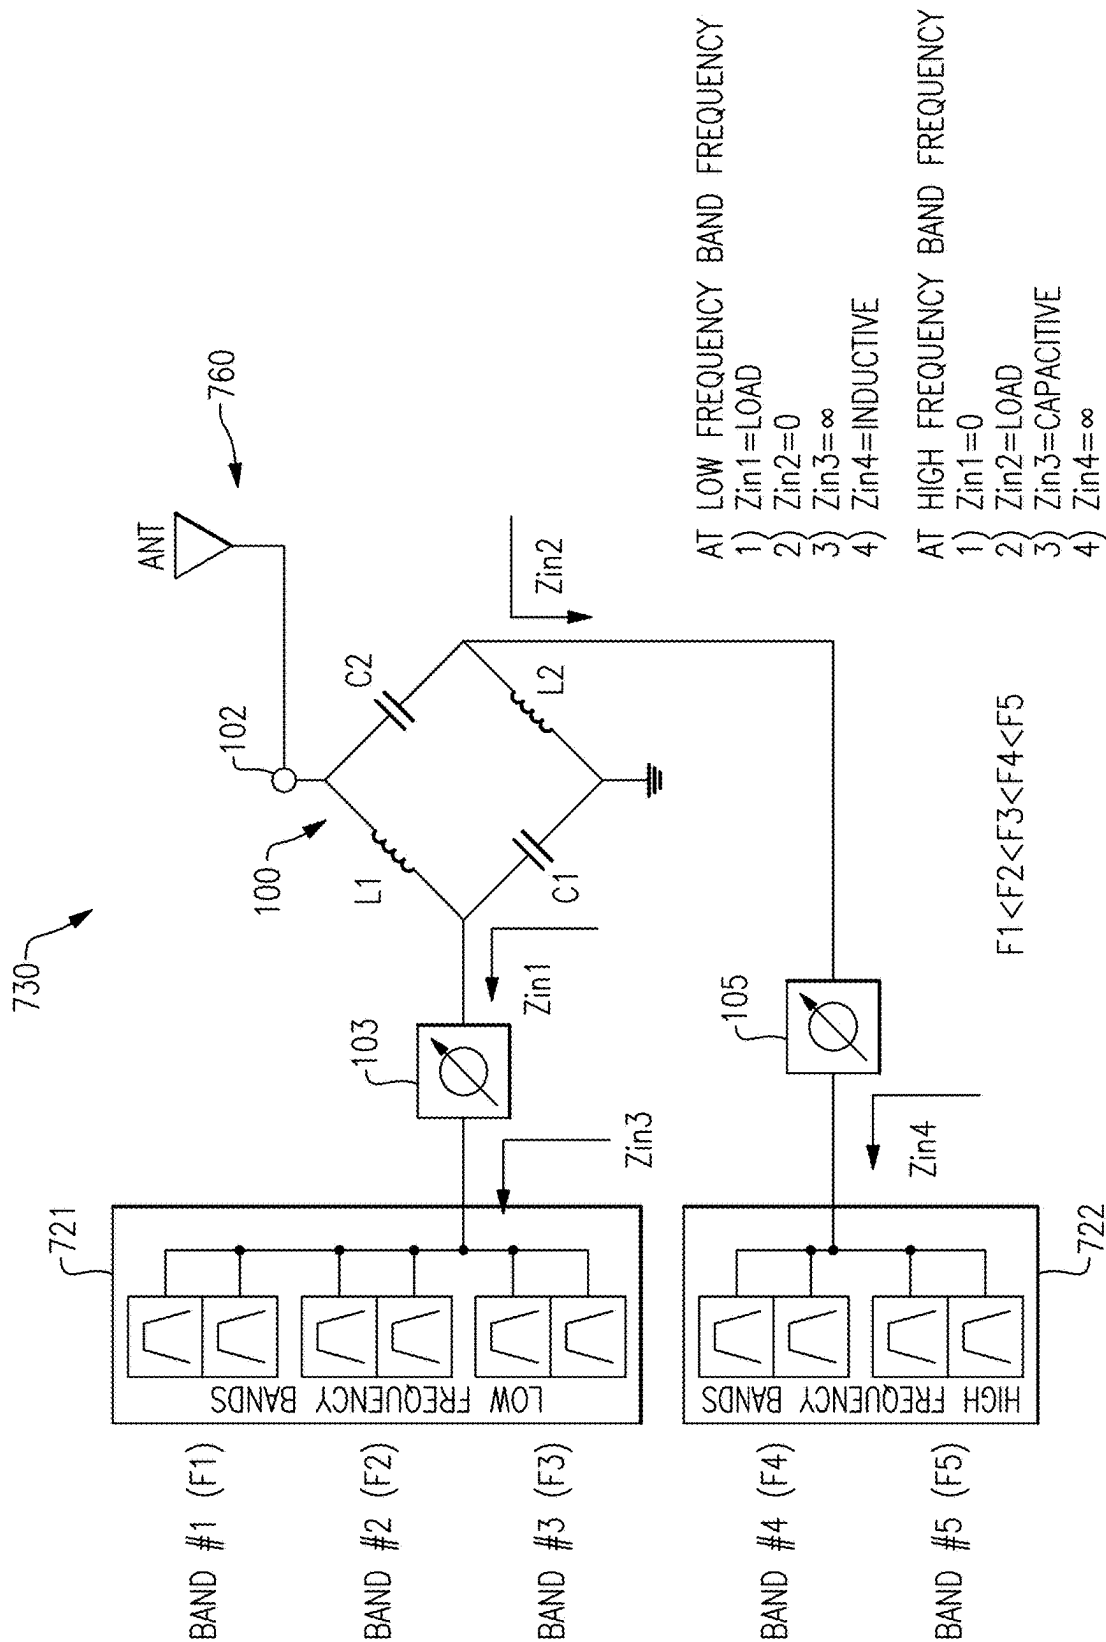 730
760
ANT
102
100
L1
C2
C1
L2
Zin1
Zin2
103
105
Zin3
Zin4
721
722
BAND #1 (F1)
BAND #2 (F2)
BAND #3 (F3)
LOW FREQUENCY BANDS
BAND #4 (F4)
BAND #5 (F5)
HIGH FREQUENCY BANDS
F1<F2<F3<F4<F5
AT LOW FREQUENCY BAND FREQUENCY
1) Zin1=LOAD
2) Zin2=0
3) Zin3=∞
4) Zin4=INDUCTIVE
AT HIGH FREQUENCY BAND FREQUENCY
1) Zin1=0
2) Zin2=LOAD
3) Zin3=CAPACITIVE
4) Zin4=∞